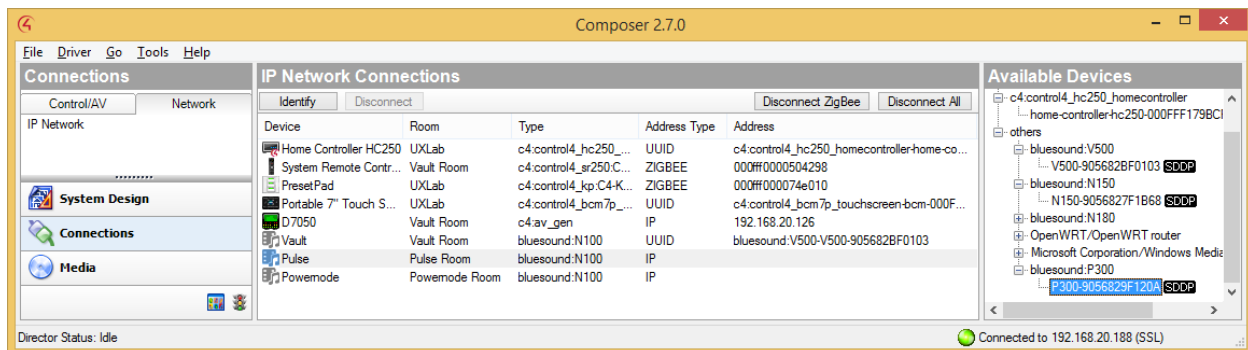 Composer 2.7.0
File Driver Go Tools Help
Connections
Control/AV Network
IP Network
System Design
Connections
Media
IP Network Connections
Identify Disconnect Disconnect ZigBee Disconnect All
Device Room Type Address Type Address
Home Controller HC250 UXLab c4:control4_hc250_... UUID c4:control4_hc250_homecontroller-home-co...
System Remote Contr... Vault Room c4:control4_sr250:C... ZIGBEE 000fff0000504298
PresetPad UXLab c4:control4_kp:C4-K... ZIGBEE 000fff000074e010
Portable 7" Touch S... UXLab c4:control4_bcm7p_... UUID c4:control4_bcm7p_touchscreen-bcm-000F...
D7050 Vault Room c4:av_gen IP 192.168.20.126
Vault Vault Room bluesound:N100 UUID bluesound:V500-V500-905682BF0103
Pulse Pulse Room bluesound:N100 IP
Powernode Powernode Room bluesound:N100 IP
Available Devices
c4:control4_hc250_homecontroller
home-controller-hc250-000FFF179BCI
others
bluesound:V500
V500-905682BF0103 SDDP
bluesound:N150
N150-9056827F1B68 SDDP
bluesound:N180
OpenWRT/OpenWRT router
Microsoft Corporation/Windows Media
bluesound:P300
P300-9056829F120A SDDP
Director Status: Idle
Connected to 192.168.20.188 (SSL)